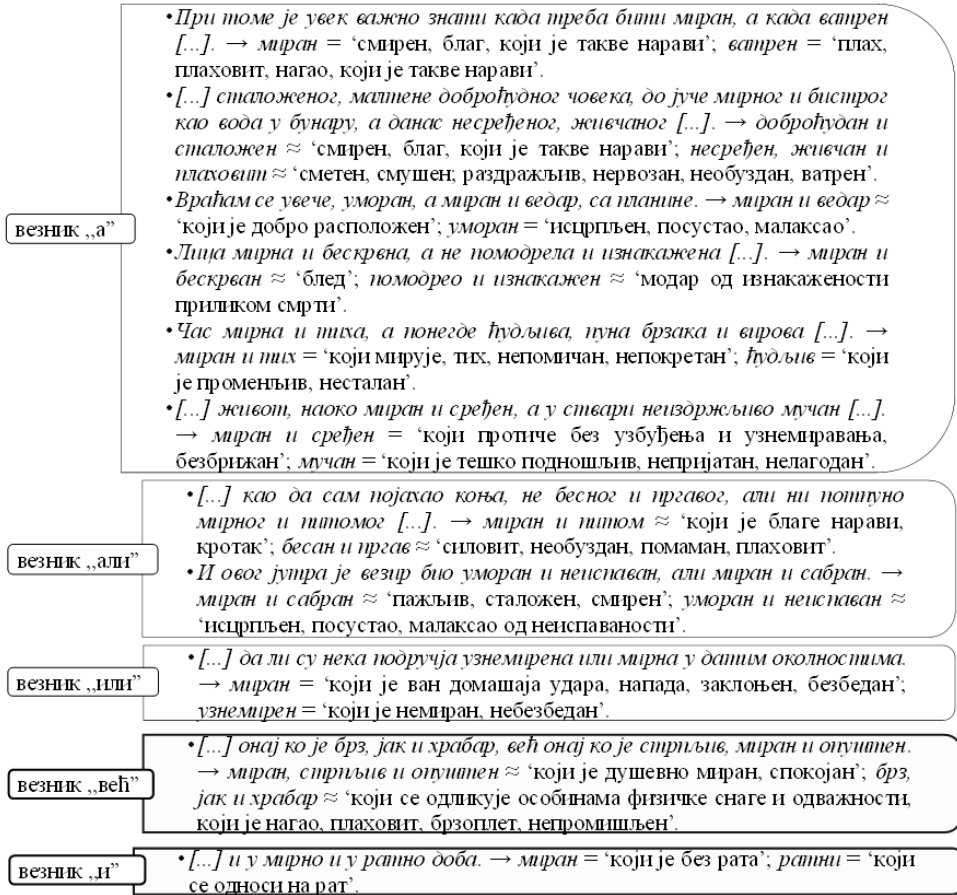 • При томе је увек важно знати када треба бити миран, а када ватрен
[...]. → миран = ‘смирен, благ, који је такве нарави’; ватрен = ‘плах,
плаховит, нагао, који је такве нарави’.
• [...] сталоженог, малтене доброћудног човека, до јуче мирног и бистрог
као вода у бунару, а данас несређеног, живчаног [...]. → доброћудан и
сталожен ≈ ‘смирен, благ, који је такве нарави’; несређен, живчан и
плаховит ≈ ‘сметен, смушен; раздражљив, нервозан, необуздан, ватрен’.
• Враћам се увече, уморан, а миран и ведар, са планине. → миран и ведар ≈
‘који је добро расположен’; уморан = ‘исцрпљен, посустао, малаксао’.
везник „а”
• Лица мирна и бескрвна, а не помодрела и изнакажена [...]. → миран и
бескрван ≈ ‘блед’; помодрео и изнакажен ≈ ‘модар од изнакажености
приликом смрти’.
• Час мирна и тиха, а понегде ћудљива, пуна брзака и вирова [...]. →
миран и тих = ‘који мирује, тих, непомичан, непокретан’; ћудљив = ‘који
је променљив, несталан’.
• [...] живот, наоко миран и сређен, а у ствари неиздржљиво мучан [...].
→ миран и сређен = ‘који протиче без узбуђења и узнемиравања,
безбрижан’; мучан = ‘који је тешко подношљив, непријатан, нелагодан’.
• [...] као да сам појахао коња, не бесног и пргавог, али ни потпуно
мирног и питомог [...]. → миран и питом ≈ ‘који је благе нарави,
кротак’; бесан и пргав ≈ ‘силовит, необуздан, помаман, плаховит’.
везник „али”
• И овог јутра је везир био уморан и неиспаван, али миран и сабран. →
миран и сабран ≈ ‘пажљив, сталожен, смирен’; уморан и неиспаван ≈
‘исцрпљен, посустао, малаксао од неиспаваности’.
• [...] да ли су нека подручја узнемирена или мирна у датим околностима.
везник „или”
→ миран = ‘који је ван домашаја удара, напада, заклоњен, безбедан’;
узнемирен = ‘који је немиран, небезбедан’.
• [...] онај ко је брз, јак и храбар, већ онај ко је стрпљив, миран и опуштен.
→ миран, стрпљив и опуштен ≈ ‘који је душевно миран, спокојан’; брз,
везник „већ”
јак и храбар ≈ ‘који се одликује особинама физичке снаге и одважности,
који је нагао, плаховит, брзоплет, непромишљен’.
• [...] и у мирно и у ратно доба. → миран = ‘који је без рата’; ратни = ‘који
везник „и”
се односи на рат’.